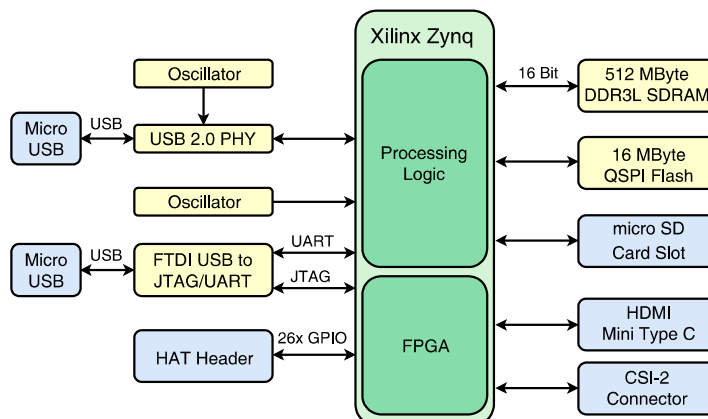 Xilinx Zynq
Oscillator
16 Bit
512 MByte
DDR3L SDRAM
Micro
USB
USB
USB 2.0 PHY
Processing
Logic
16 MByte
QSPI Flash
Oscillator
micro SD
Card Slot
Micro
USB
USB
FTDI USB to
JTAG/UART
UART
JTAG
HDMI
Mini Type C
26x GPIO
HAT Header
FPGA
CSI-2
Connector